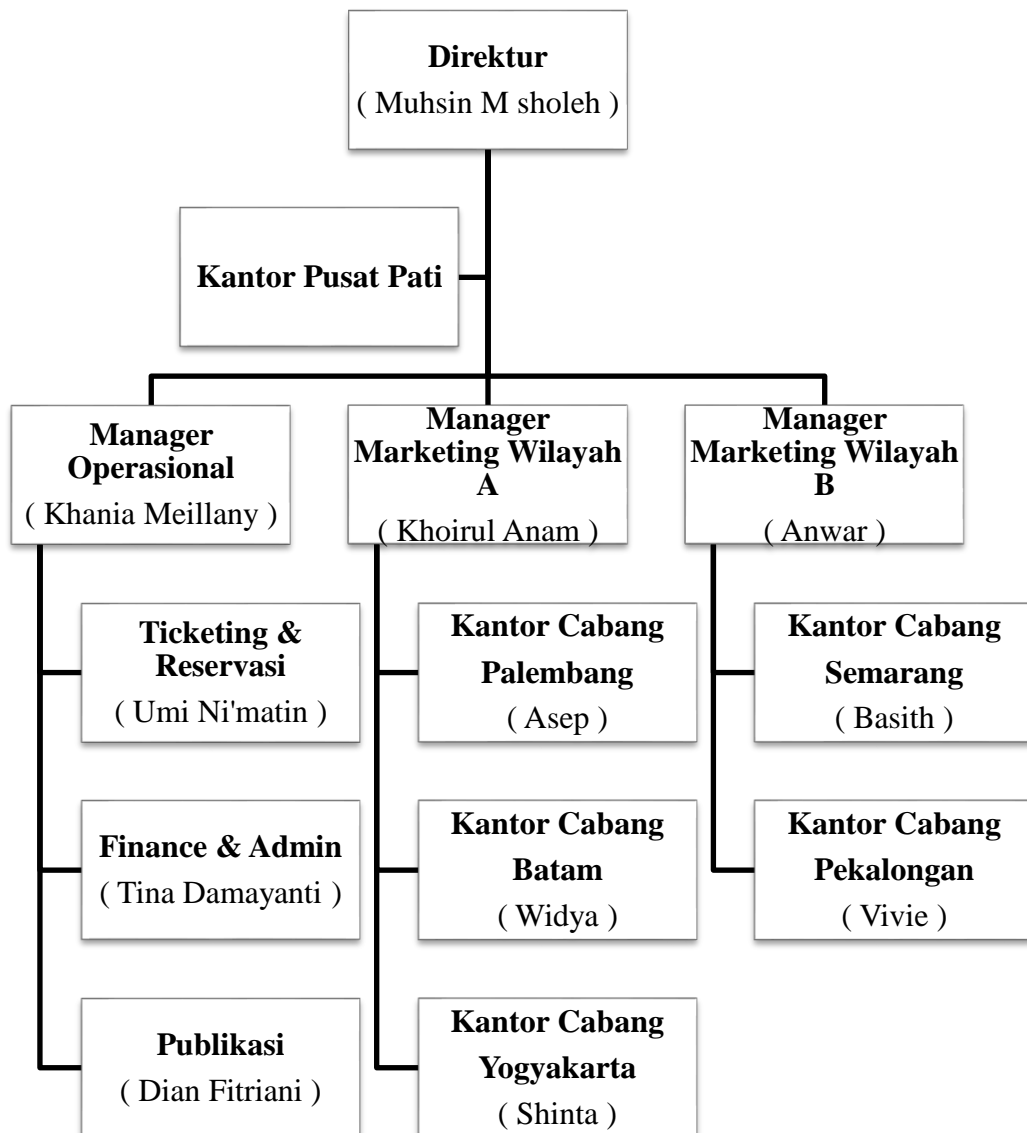 Direktur
( Muhsin M sholeh )
Kantor Pusat Pati
Manager
Operasional
( Khania Meillany )
Manager
Marketing Wilayah
A
( Khoirul Anam )
Manager
Marketing Wilayah
B
( Anwar )
Ticketing &
Reservasi
( Umi Ni'matin )
Kantor Cabang
Palembang
( Asep )
Kantor Cabang
Semarang
( Basith )
Finance & Admin
( Tina Damayanti )
Kantor Cabang
Batam
( Widya )
Kantor Cabang
Pekalongan
( Vivie )
Publikasi
( Dian Fitriani )
Kantor Cabang
Yogyakarta
( Shinta )